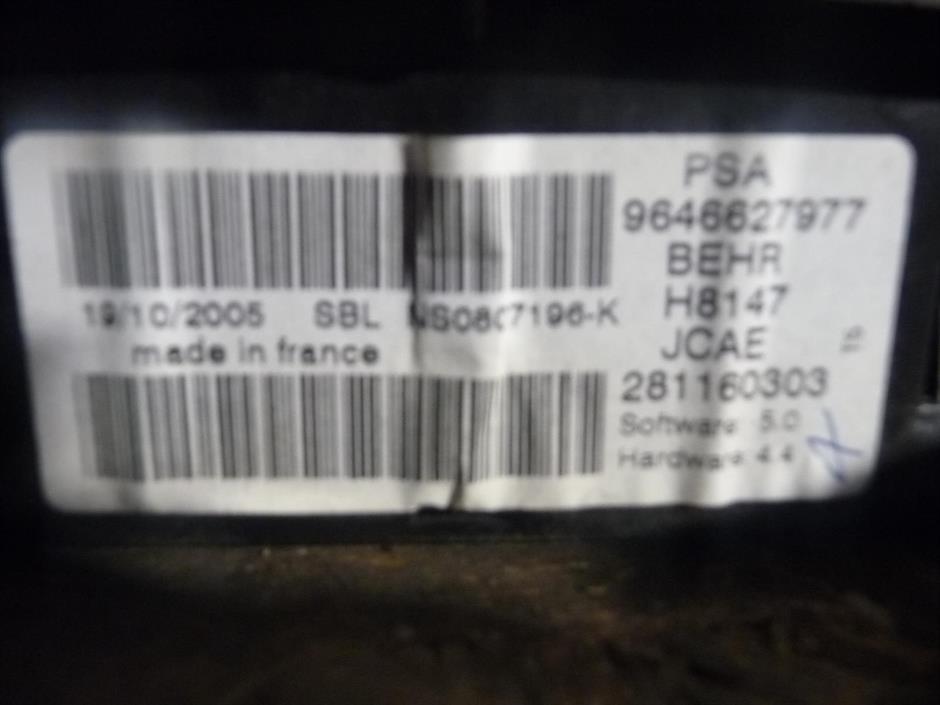 PSA
9646627977
BEHR
H8147
19/10/2005 SBL NS0807196-K
JCAE
made in france
281160303
Software: 5.0
Hardware: 4.4